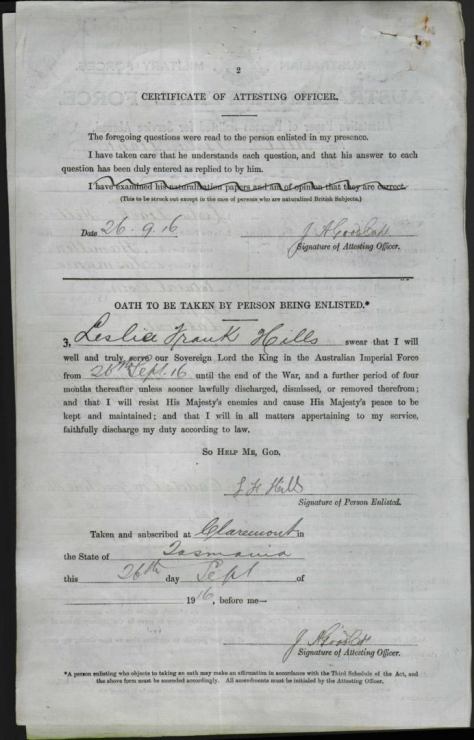 2
CERTIFICATE OF ATTESTING OFFICER.
The foregoing questions were read to the person enlisted in my presence.
I have taken care that he understands each question, and that his answer to each
question has been duly entered as replied to by him.
I have examined his naturalization papers and am of opinion that they are correct.
(This to be struck out except in the case of persons who are naturalized British Subjects.)
Date 26. 9. 16
Signature of Attesting Officer.
OATH TO BE TAKEN BY PERSON BEING ENLISTED.*
I, Leslie Frank Hills swear that I will
well and truly serve our Sovereign Lord the King in the Australian Imperial Force
from 26th Sept. 16 until the end of the War, and a further period of four
months thereafter unless sooner lawfully discharged, dismissed, or removed therefrom;
and that I will resist His Majesty's enemies and cause His Majesty's peace to be
kept and maintained; and that I will in all matters appertaining to my service,
faithfully discharge my duty according to law.
SO HELP ME, GOD.
L F Hills
Signature of Person Enlisted.
Taken and subscribed at Claremont in
the State of Tasmania
this 26th day Sept of
1916, before me—
Signature of Attesting Officer.
*A person enlisting who objects to taking an oath may make an affirmation in accordance with the Third Schedule of the Act, and
the above form must be amended accordingly. All amendments must be initialed by the Attesting Officer.